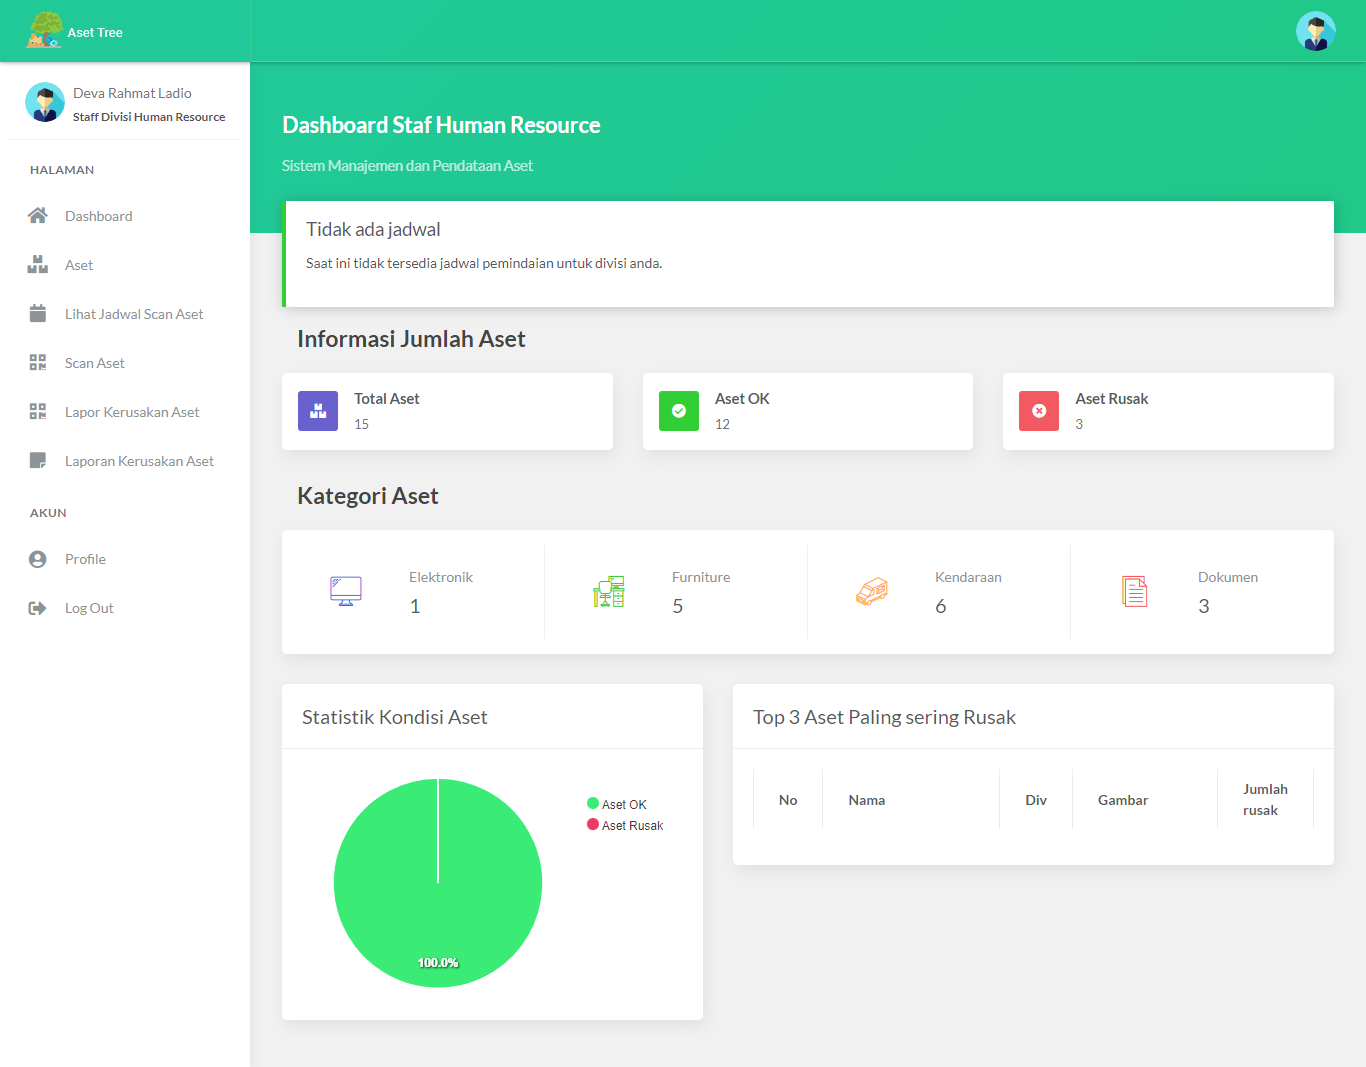 Aset Tree
Deva Rahmat Ladio
Staff Divisi Human Resource
HALAMAN
Dashboard
Aset
Lihat Jadwal Scan Aset
Scan Aset
Lapor Kerusakan Aset
Laporan Kerusakan Aset
AKUN
Profile
Log Out
Dashboard Staf Human Resource
Sistem Manajemen dan Pendataan Aset
Tidak ada jadwal
Saat ini tidak tersedia jadwal pemindaian untuk divisi anda.
Informasi Jumlah Aset
Total Aset
15
Aset OK
12
Aset Rusak
3
Kategori Aset
Elektronik
1
Furniture
5
Kendaraan
6
Dokumen
3
Statistik Kondisi Aset
Aset OK
Aset Rusak
100.0%
Top 3 Aset Paling sering Rusak
No Nama Div Gambar Jumlah
rusak